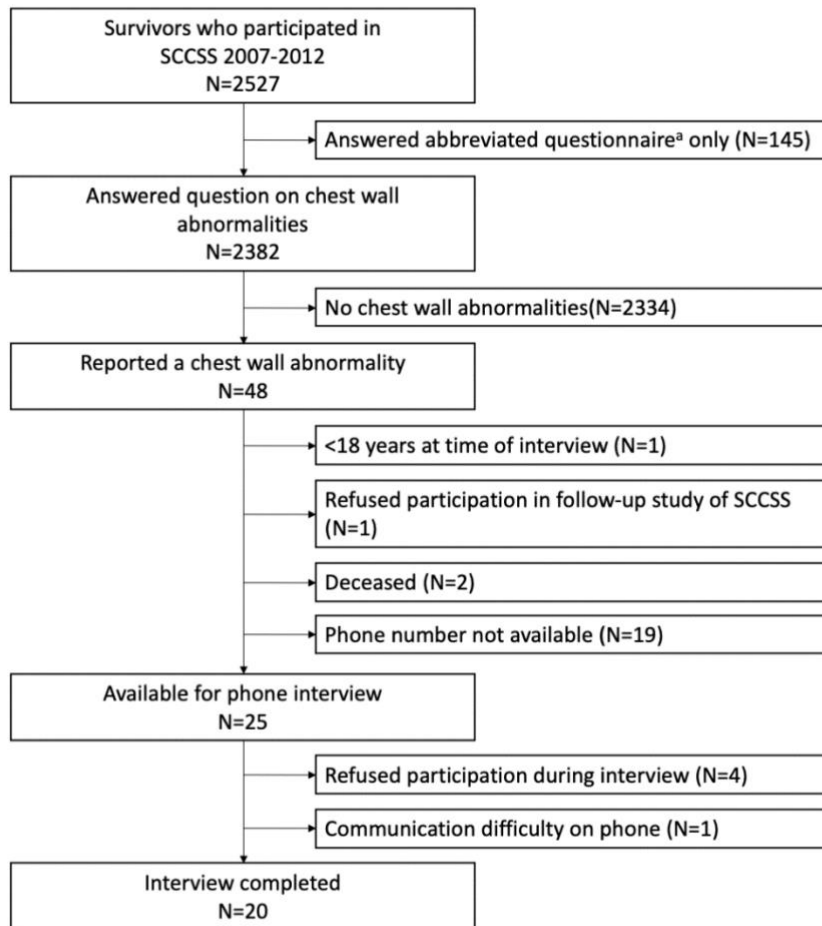 Survivors who participated in
SCCSS 2007-2012
N=2527
Answered abbreviated questionnaireᵃ only (N=145)
Answered question on chest wall
abnormalities
N=2382
No chest wall abnormalities(N=2334)
Reported a chest wall abnormality
N=48
<18 years at time of interview (N=1)
Refused participation in follow-up study of SCCSS
(N=1)
Deceased (N=2)
Phone number not available (N=19)
Available for phone interview
N=25
Refused participation during interview (N=4)
Communication difficulty on phone (N=1)
Interview completed
N=20